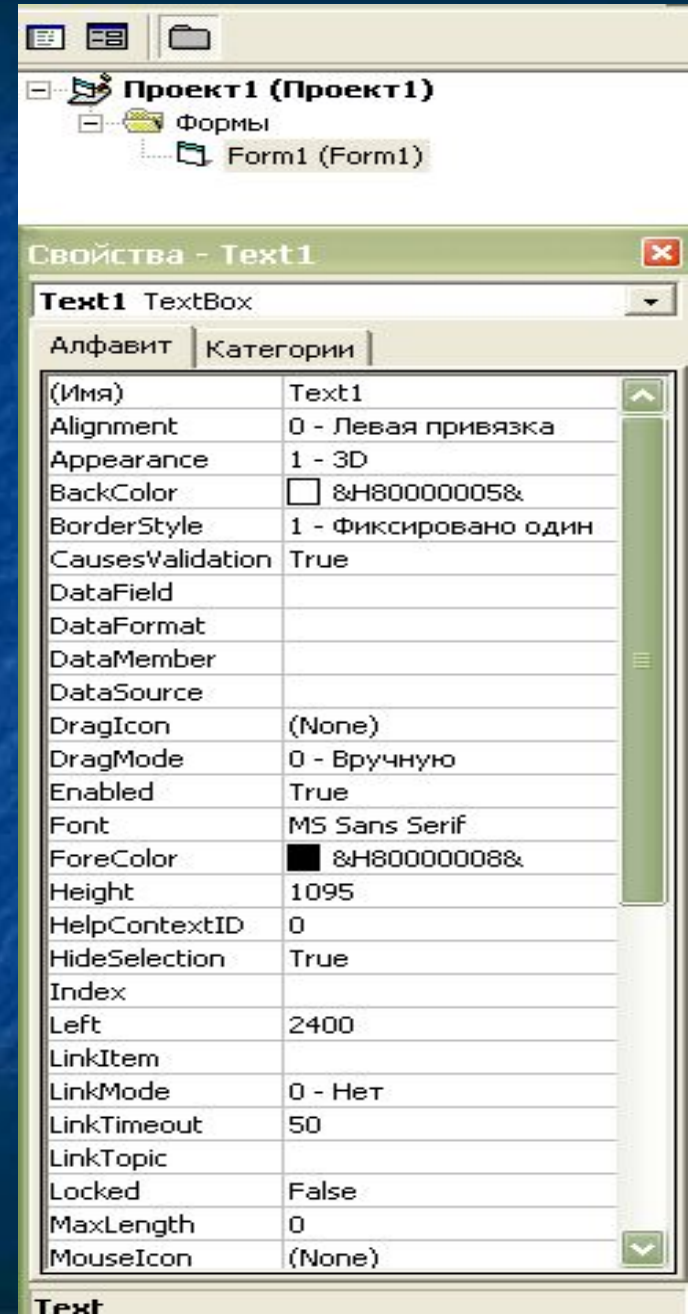 Проект1 (Проект1)
Формы
Form1 (Form1)
Свойства - Text1
Text1 TextBox
Алфавит Категории
(Имя) Text1
Alignment 0 - Левая привязка
Appearance 1 - 3D
BackColor &H80000005&
BorderStyle 1 - Фиксировано один
CausesValidation True
DataField
DataFormat
DataMember
DataSource
DragIcon (None)
DragMode 0 - Вручную
Enabled True
Font MS Sans Serif
ForeColor &H80000008&
Height 1095
HelpContextID 0
HideSelection True
Index
Left 2400
LinkItem
LinkMode 0 - Нет
LinkTimeout 50
LinkTopic
Locked False
MaxLength 0
MouseIcon (None)
Text